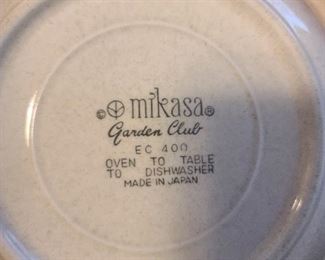 © mikasa®
Garden Club
EC 400
OVEN TO TABLE
TO DISHWASHER
MADE IN JAPAN